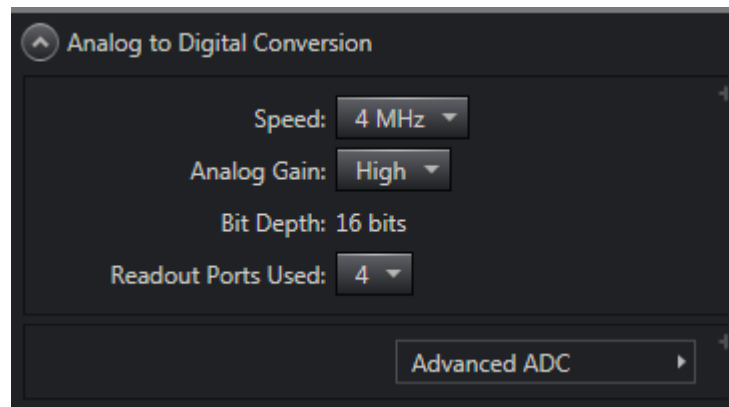 Analog to Digital Conversion
Speed: 4 MHz
Analog Gain: High
Bit Depth: 16 bits
Readout Ports Used: 4
Advanced ADC